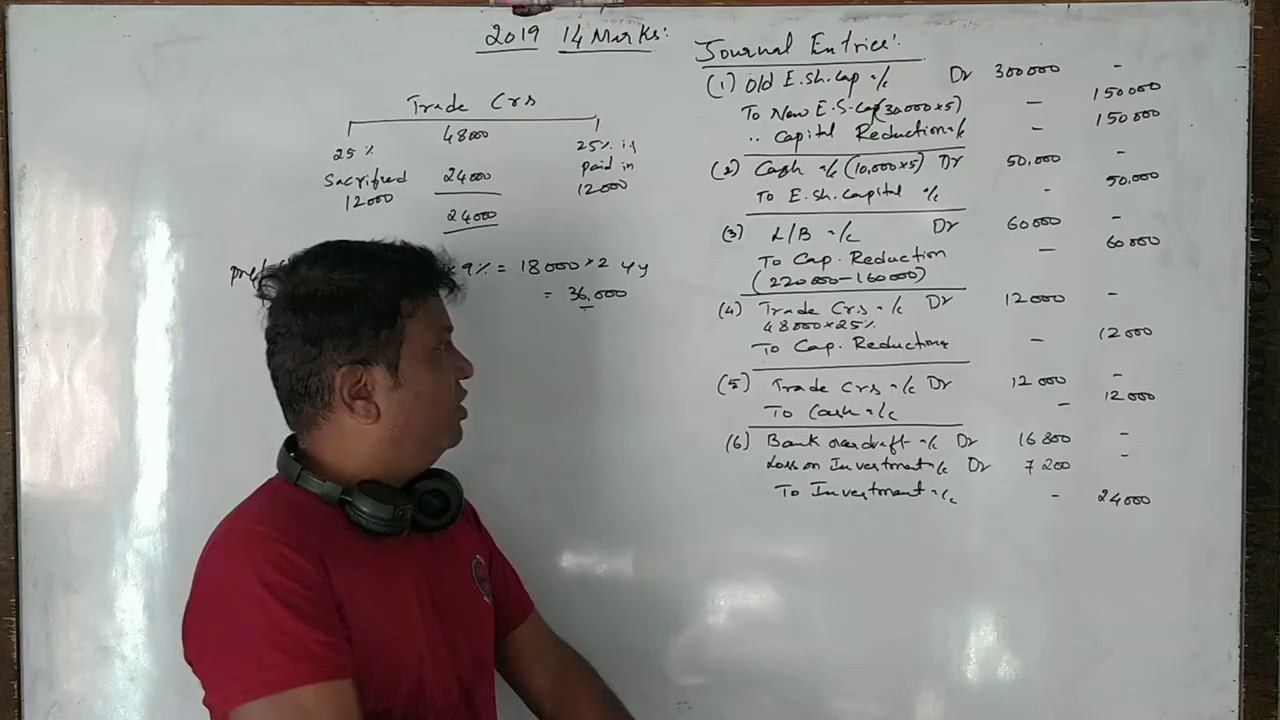 2019 14 Marks:
Trade Crs
48000
25%
Sacrificed
12000
24000
24000
25% is
paid in
12000
× 9% = 18000 × 2 yy
= 36,000
Journal Entries:
(1) Old E.sh.cap a/c Dr 300000 -
To New E.S.Cap (30,000×5) - 150000
.. Capital Reduction a/c - 150000
(2) Cash a/c (10,000×5) Dr 50,000 -
To E.sh.Capital a/c - 50,000
(3) L/B a/c Dr 60000 -
To Cap. Reduction - 60000
(220000-160000)
(4) Trade Crs a/c Dr 12000 -
48000×25%
To Cap. Reduction - 12000
(5) Trade Crs a/c Dr 12000 -
To Cash a/c - 12000
(6) Bank overdraft a/c Dr 16800 -
Loss on Investment a/c Dr 7200 -
To Investment a/c - 24000